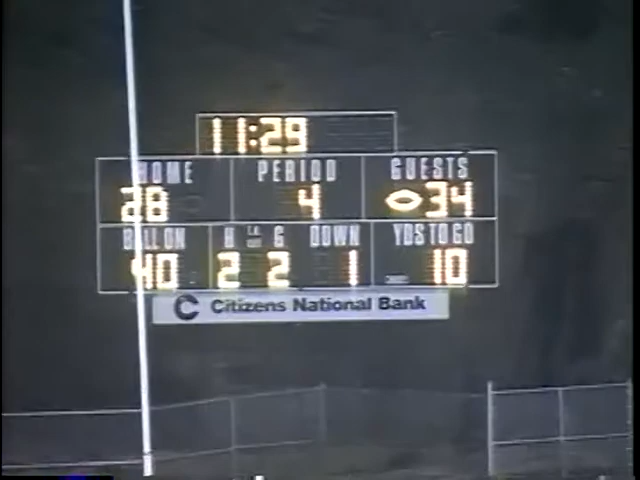 11:29
HOME PERIOD GUESTS
28 4 34
BALL ON H G DOWN YDS TO GO
40 2 2 1 10
C Citizens National Bank